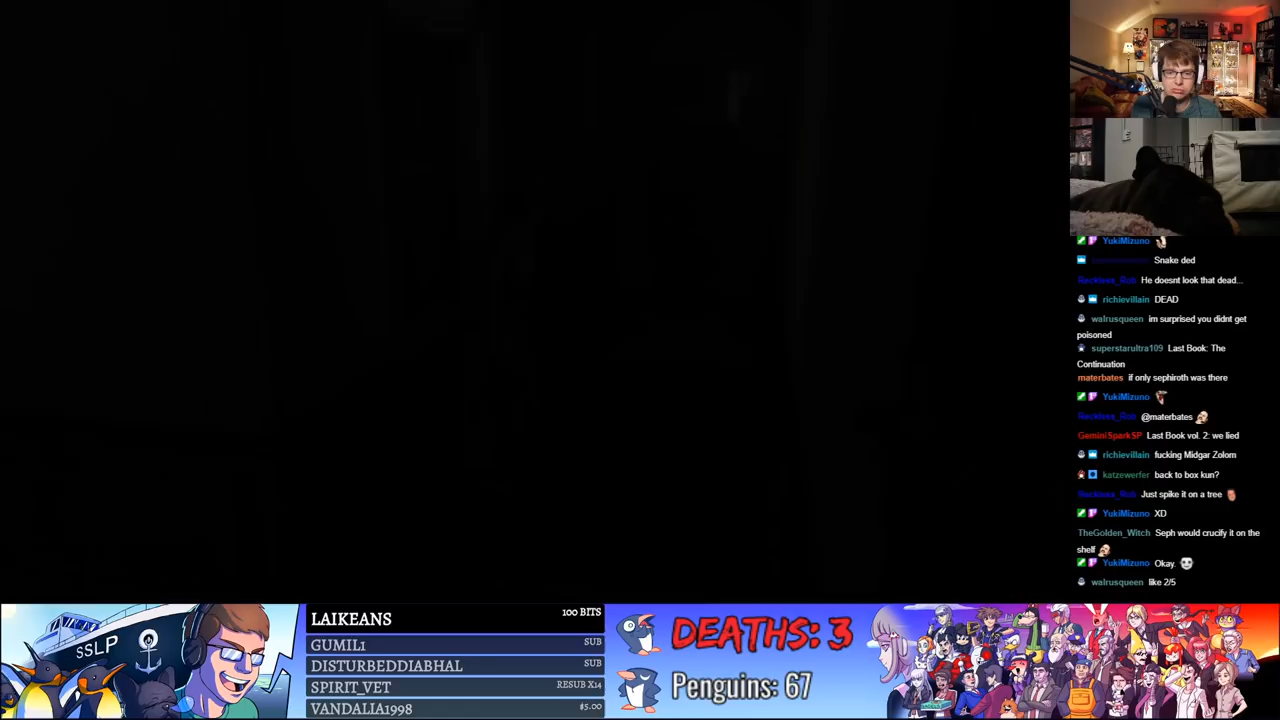 YukiMizuno
Snake ded
Reckless_Rob He doesnt look that dead...
richievillain DEAD
walrusqueen im surprised you didnt get
poisoned
superstarultra109 Last Book: The
Continuation
materbates if only sephiroth was there
YukiMizuno
Reckless_Rob @materbates
GeminiSparkSP Last Book vol. 2: we lied
richievillain fucking Midgar Zolom
katzewerfer back to box kun?
Reckless_Rob Just spike it on a tree
YukiMizuno XD
TheGolden_Witch Seph would crucify it on the
shelf
YukiMizuno Okay.
walrusqueen like 2/5
SSLP
LAIKEANS 100 BITS
GUMIL1 SUB
DISTURBEDDIABHAL SUB
SPIRIT_VET RESUB X14
VANDALIA1998 $5.00
DEATHS: 3
Penguins: 67